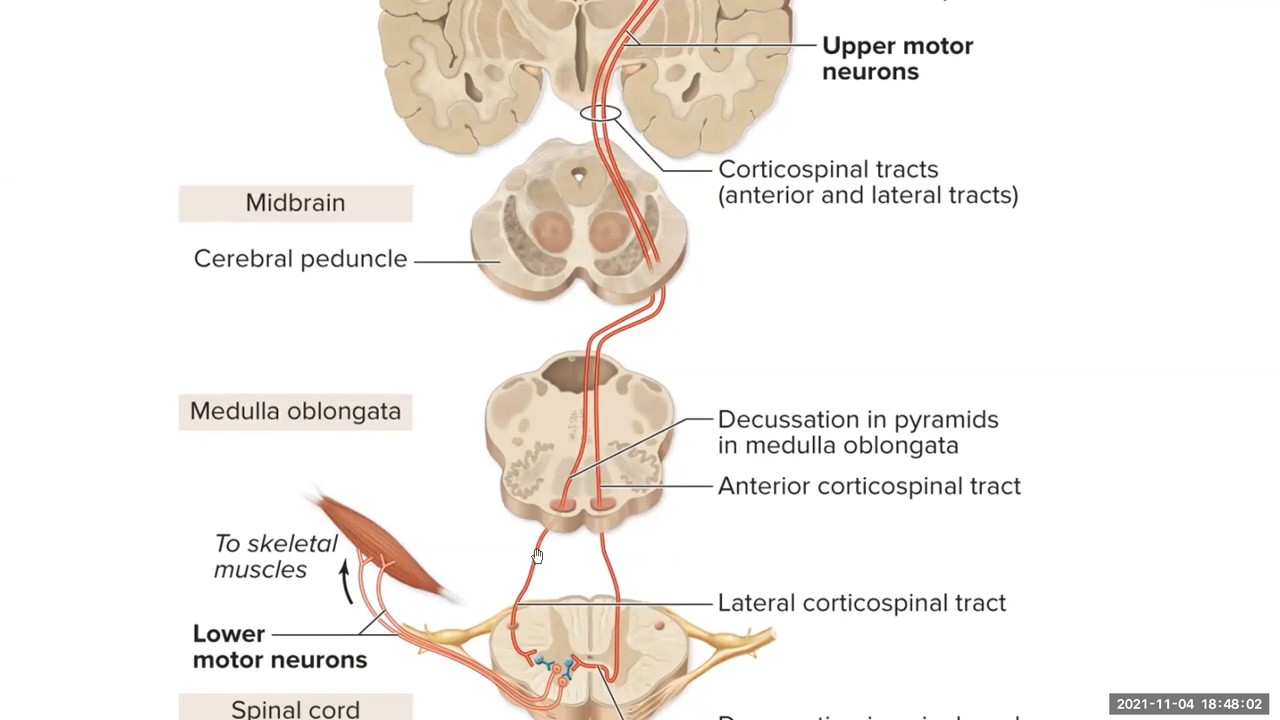 Upper motor
neurons
Corticospinal tracts
(anterior and lateral tracts)
Midbrain
Cerebral peduncle
Medulla oblongata
Decussation in pyramids
in medulla oblongata
Anterior corticospinal tract
To skeletal
muscles
Lateral corticospinal tract
Lower
motor neurons
Spinal cord
2021-11-04 18:48:02